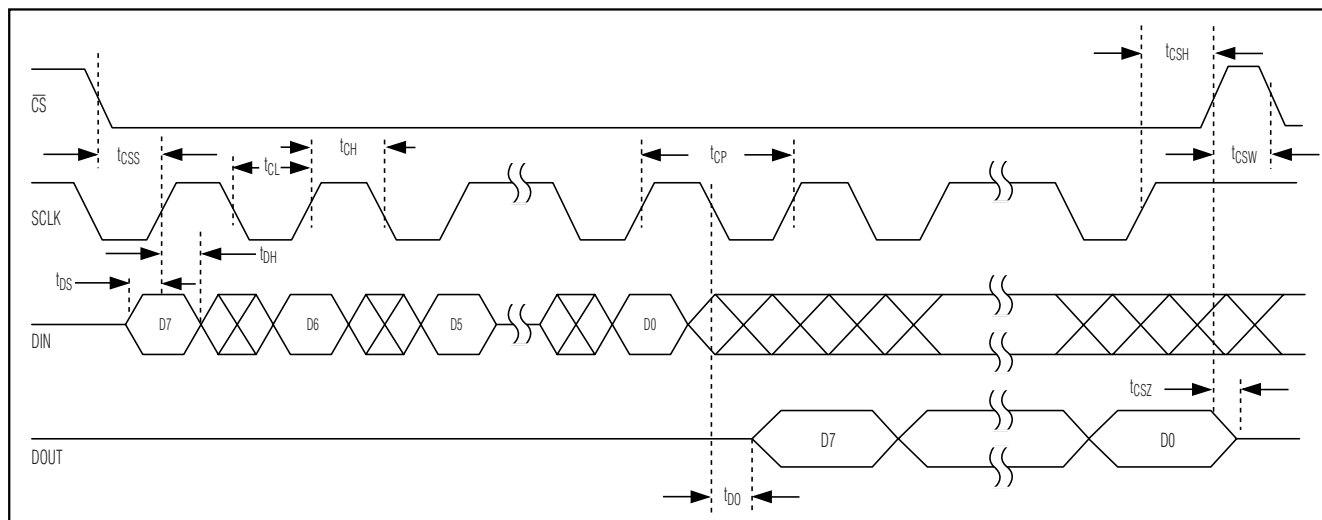 tCSH
CS
tCSS
tCL
tCH
tCP
tCSW
SCLK
tDH
tDS
D7
D6
D5
D0
DIN
tCSZ
D7
D0
DOUT
tDO